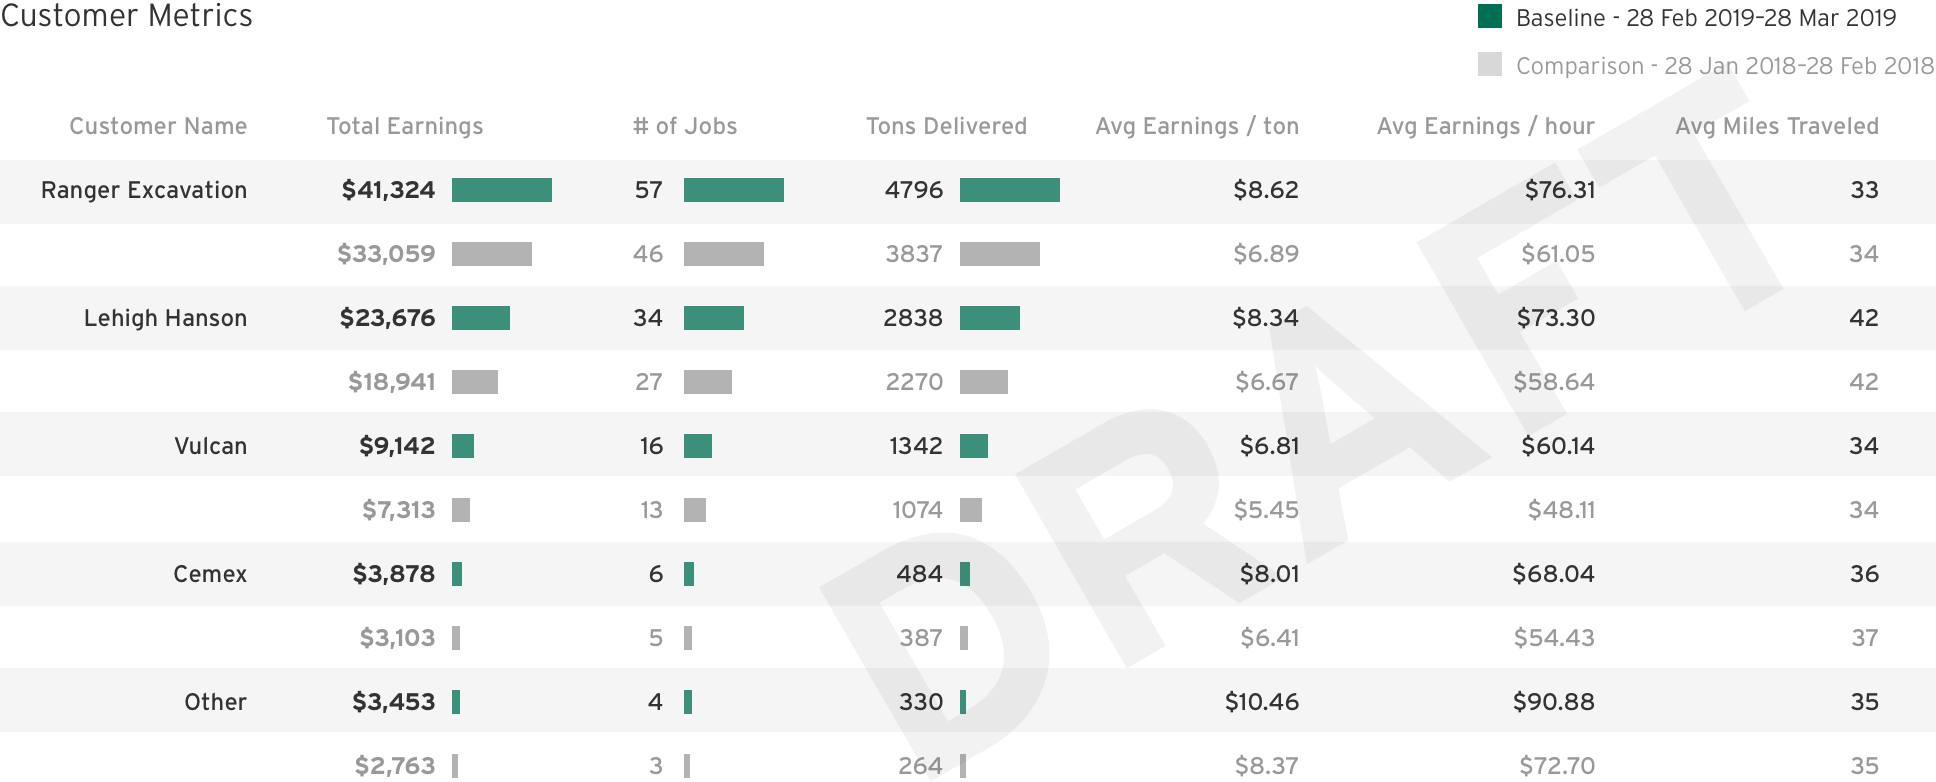 Customer Metrics
Baseline - 28 Feb 2019–28 Mar 2019
Comparison - 28 Jan 2018–28 Feb 2018
Customer Name Total Earnings # of Jobs Tons Delivered Avg Earnings / ton Avg Earnings / hour Avg Miles Traveled
Ranger Excavation $41,324 57 4796 $8.62 $76.31 33
$33,059 46 3837 $6.89 $61.05 34
Lehigh Hanson $23,676 34 2838 $8.34 $73.30 42
$18,941 27 2270 $6.67 $58.64 42
Vulcan $9,142 16 1342 $6.81 $60.14 34
$7,313 13 1074 $5.45 $48.11 34
Cemex $3,878 6 484 $8.01 $68.04 36
$3,103 5 387 $6.41 $54.43 37
Other $3,453 4 330 $10.46 $90.88 35
$2,763 3 264 $8.37 $72.70 35
DRAFT